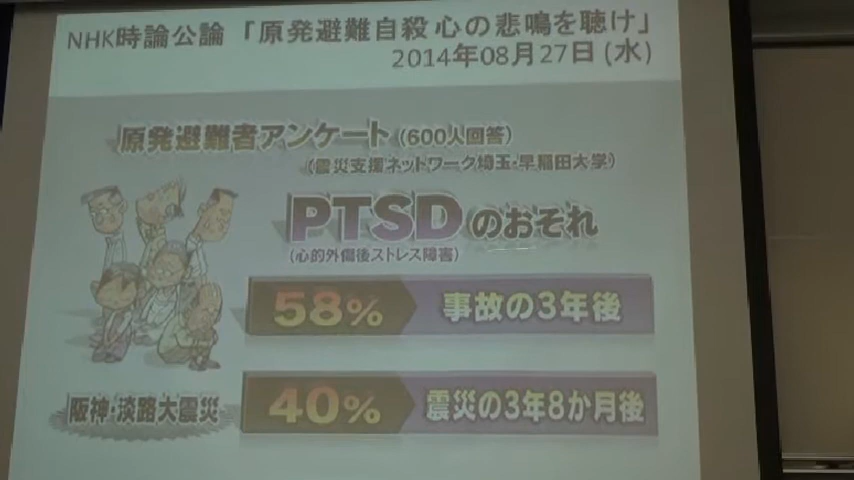 NHK時論公論 「原発避難自殺 心の悲鳴を聴け」
2014年08月27日 (水)
原発避難者アンケート (600人回答)
(震災支援ネットワーク埼玉・早稲田大学)
PTSDのおそれ
(心的外傷後ストレス障害)
58% 事故の3年後
阪神・淡路大震災 40% 震災の3年8か月後